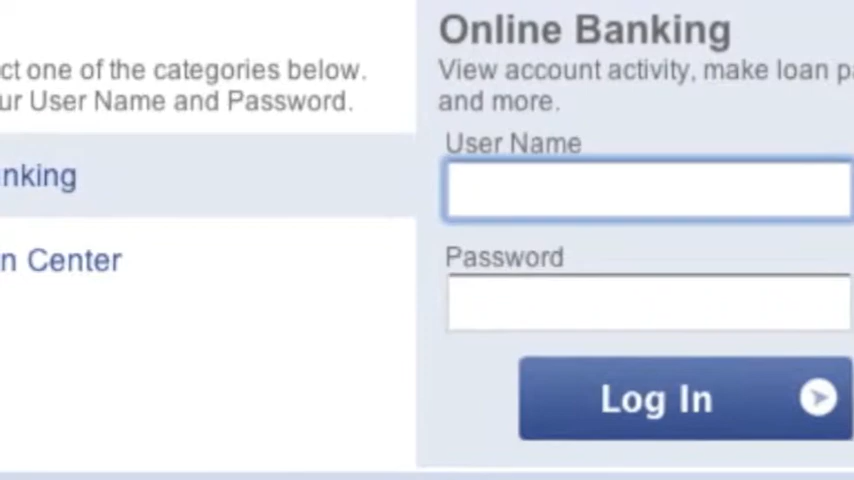 ct one of the categories below.
ur User Name and Password.
nking
n Center
Online Banking
View account activity, make loan pa
and more.
User Name
Password
Log In